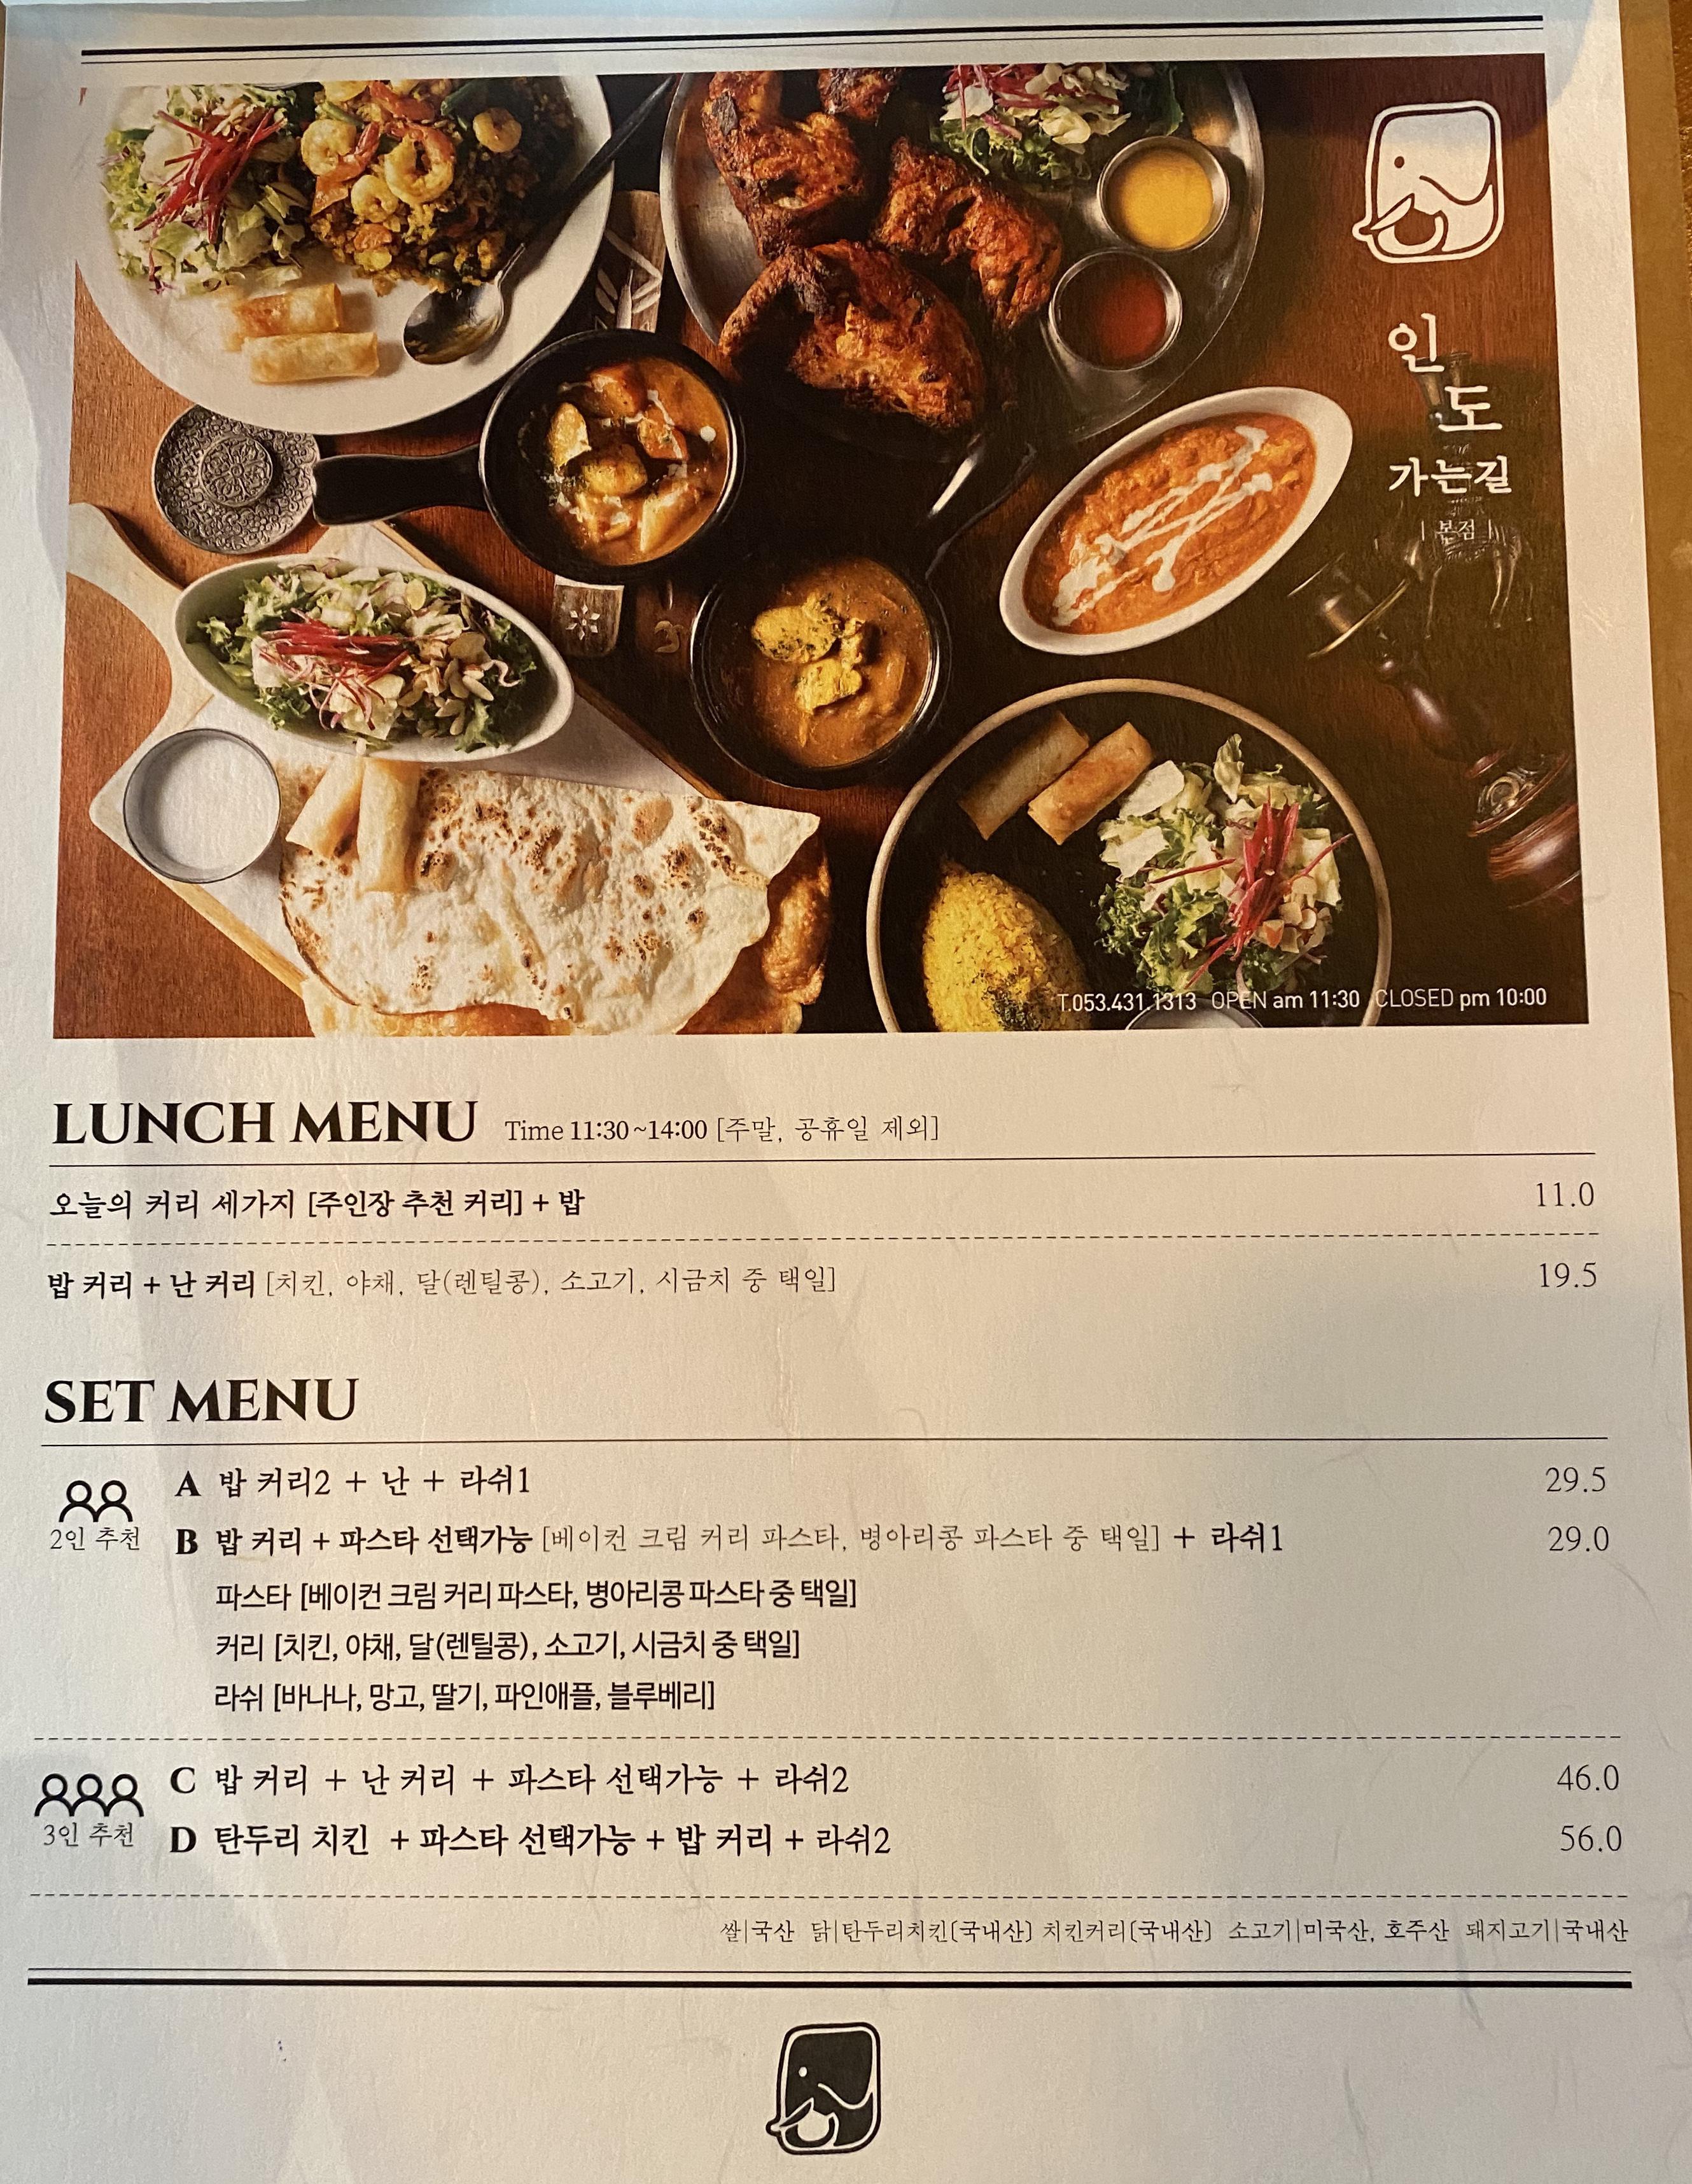 인
도
가는길
| 본점 |
T.053.431.1313 OPEN am 11:30 CLOSED pm 10:00
LUNCH MENU Time 11:30~14:00 [주말, 공휴일 제외]
오늘의 커리 세가지 [주인장 추천 커리] + 밥 11.0
밥 커리 + 난 커리 [치킨, 야채, 달(렌틸콩), 소고기, 시금치 중 택일] 19.5
SET MENU
A 밥 커리2 + 난 + 라쉬1 29.5
2인 추천
B 밥 커리 + 파스타 선택가능 [베이컨 크림 커리 파스타, 병아리콩 파스타 중 택일] + 라쉬1 29.0
파스타 [베이컨 크림 커리 파스타, 병아리콩 파스타 중 택일]
커리 [치킨, 야채, 달(렌틸콩), 소고기, 시금치 중 택일]
라쉬 [바나나, 망고, 딸기, 파인애플, 블루베리]
C 밥 커리 + 난 커리 + 파스타 선택가능 + 라쉬2 46.0
3인 추천
D 탄두리 치킨 + 파스타 선택가능 + 밥 커리 + 라쉬2 56.0
쌀|국산 닭|탄두리치킨(국내산) 치킨커리(국내산) 소고기|미국산, 호주산 돼지고기|국내산